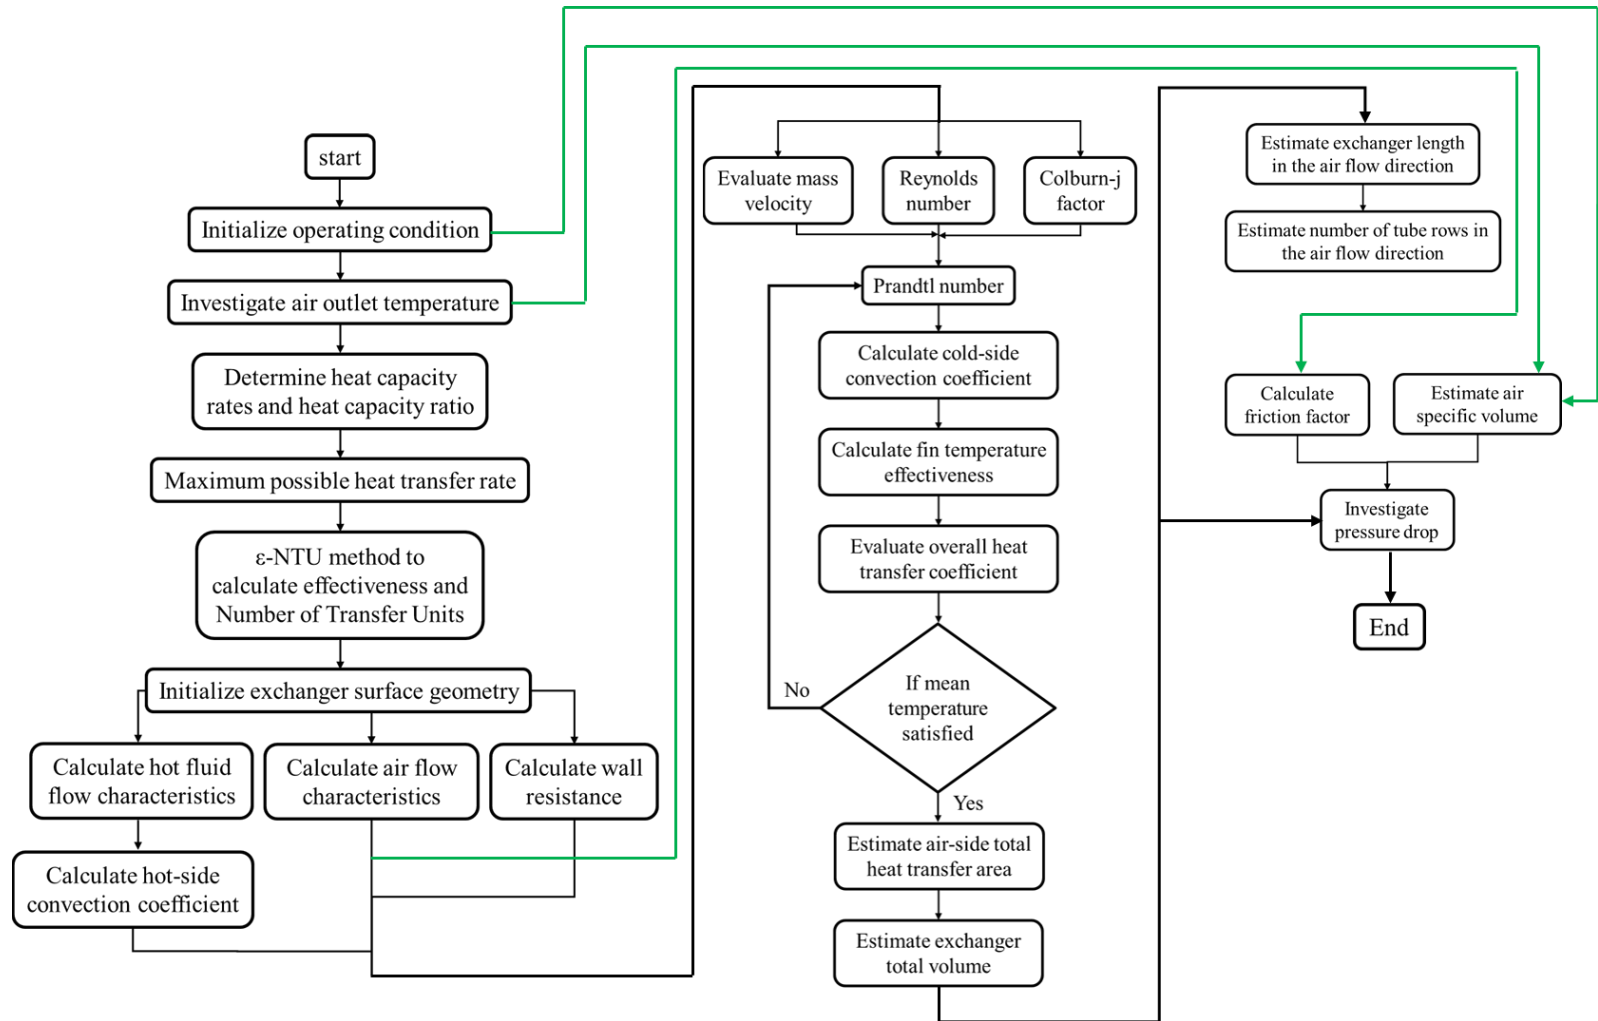 start
Initialize operating condition
Investigate air outlet temperature
Determine heat capacity
rates and heat capacity ratio
Maximum possible heat transfer rate
ε-NTU method to
calculate effectiveness and
Number of Transfer Units
Initialize exchanger surface geometry
Calculate hot fluid
flow characteristics
Calculate air flow
characteristics
Calculate wall
resistance
Calculate hot-side
convection coefficient
Evaluate mass
velocity
Reynolds
number
Colburn-j
factor
Prandtl number
Calculate cold-side
convection coefficient
Calculate fin temperature
effectiveness
Evaluate overall heat
transfer coefficient
If mean
temperature
satisfied
No
Yes
Estimate air-side total
heat transfer area
Estimate exchanger
total volume
Estimate exchanger length
in the air flow direction
Estimate number of tube rows in
the air flow direction
Calculate
friction factor
Estimate air
specific volume
Investigate
pressure drop
End